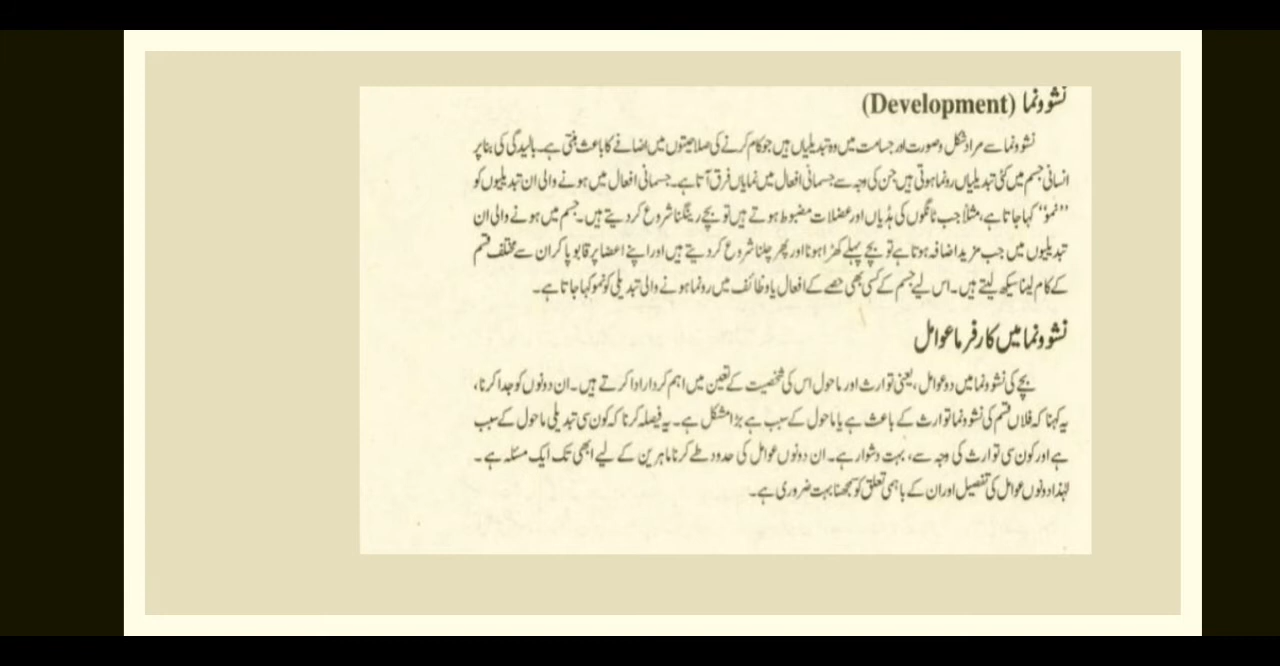 نشوونما (Development)
نشوونما سے مراد شکل و صورت اور جسامت میں وہ تبدیلیاں ہیں جو کام کرنے کی صلاحیتوں میں اضافے کا باعث بنتی ہے۔ بالیدگی کی بنا پر
انسانی جسم میں کئی تبدیلیاں رونما ہوتی ہیں جن کی وجہ سے جسمانی افعال میں نمایاں فرق آتا ہے۔ جسمانی افعال میں ہونے والی ان تبدیلیوں کو
”نمو“ کہا جاتا ہے، مثلاً جب ٹانگوں کی ہڈیاں اور عضلات مضبوط ہوتے ہیں تو بچے رینگنا شروع کر دیتے ہیں۔ جسم میں ہونے والی ان
تبدیلیوں میں جب مزید اضافہ ہوتا ہے تو بچے پہلے کھڑا ہونا اور پھر چلنا شروع کر دیتے ہیں اور اپنے اعضا پر قابو پا کر ان سے مختلف قسم
کے کام لینا سیکھ لیتے ہیں۔ اس لیے جسم کے کسی بھی حصے کے افعال یا وظائف میں رونما ہونے والی تبدیلی کو نمو کہا جاتا ہے۔
نشوونما میں کارفرما عوامل
بچے کی نشوونما میں دو عوامل، یعنی توارث اور ماحول اس کی شخصیت کے تعین میں اہم کردار ادا کرتے ہیں۔ ان دونوں کو جدا کرنا،
یہ کہنا کہ فلاں قسم کی نشوونما توارث کے باعث ہے یا ماحول کے سبب ہے بڑا مشکل ہے۔ یہ فیصلہ کرنا کہ کون سی تبدیلی ماحول کے سبب
ہے اور کون سی توارث کی وجہ سے، بہت دشوار ہے۔ ان دونوں عوامل کی حدود طے کرنا ماہرین کے لیے ابھی تک ایک مسئلہ ہے۔
لہٰذا دونوں عوامل کی تفصیل اور ان کے باہمی تعلق کو سمجھنا بہت ضروری ہے۔